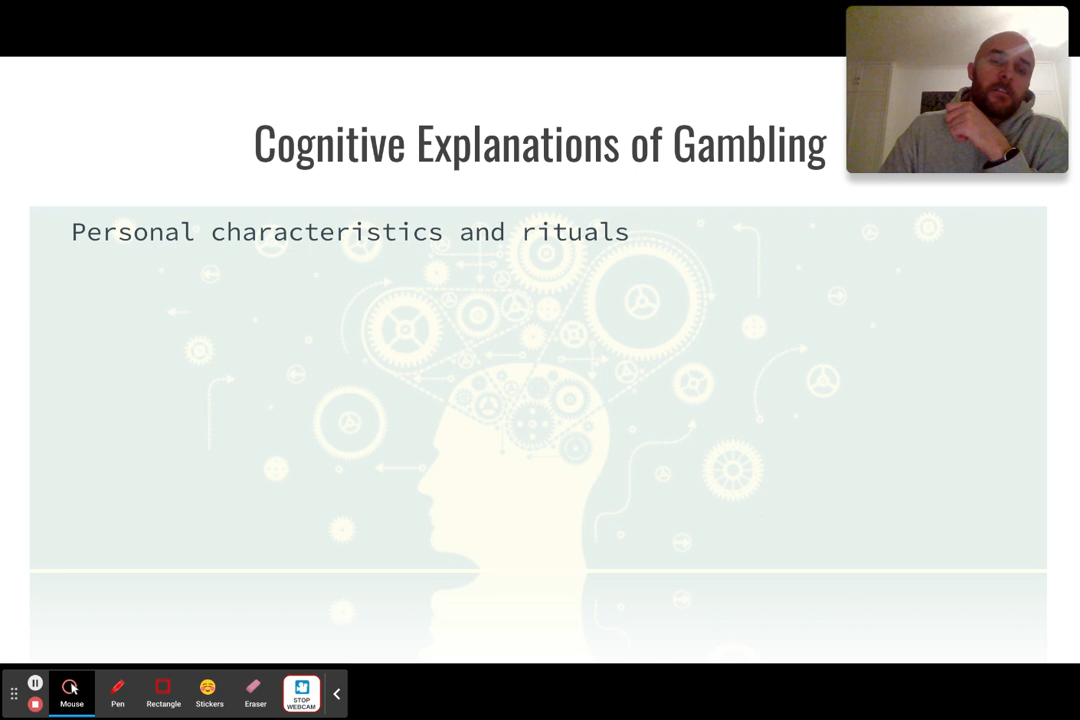 Cognitive Explanations of Gambling
Personal characteristics and rituals
Mouse
Pen
Rectangle
Stickers
Eraser
STOP
WEBCAM